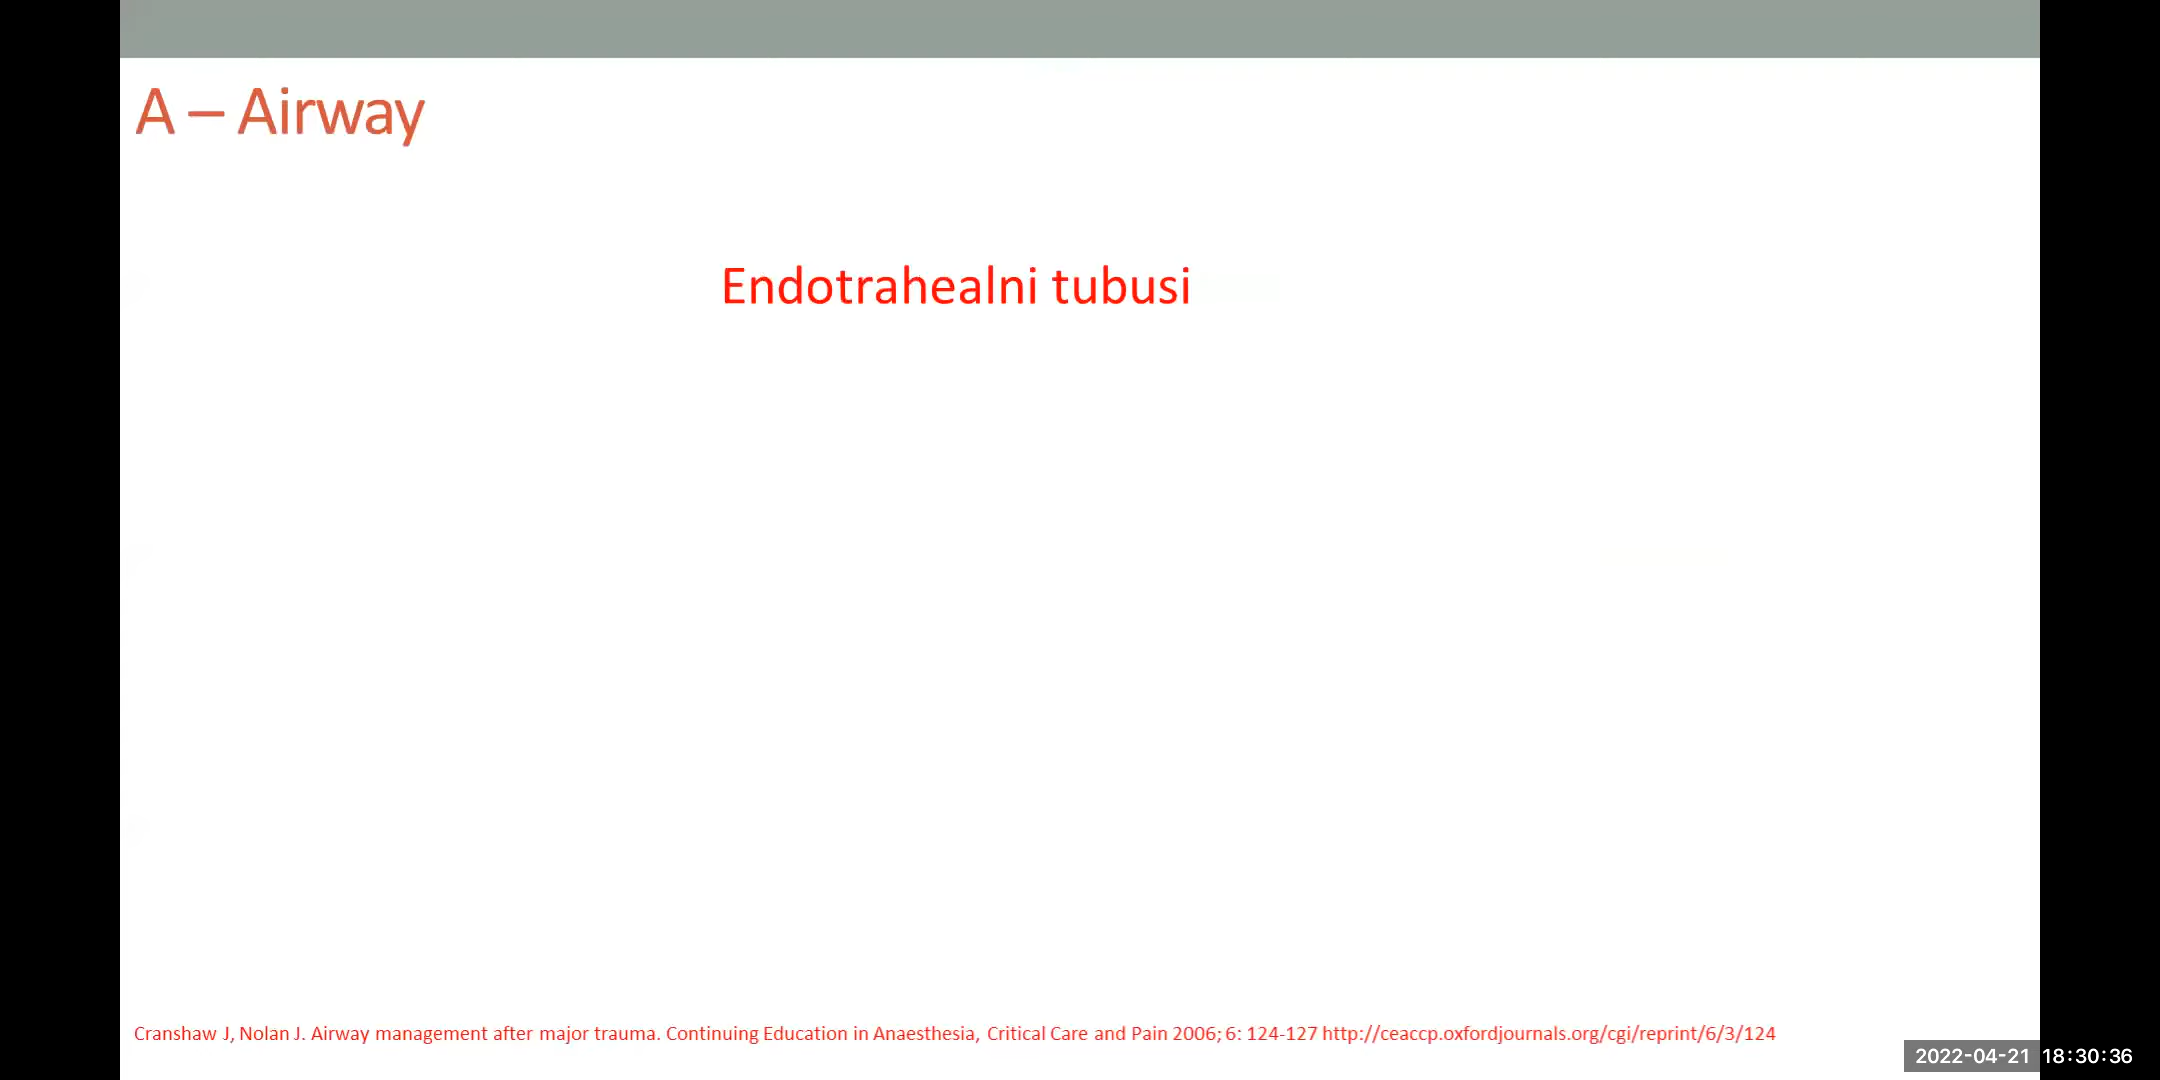 A – Airway
Endotrahealni tubusi
Cranshaw J, Nolan J. Airway management after major trauma. Continuing Education in Anaesthesia, Critical Care and Pain 2006; 6: 124-127 http://ceaccp.oxfordjournals.org/cgi/reprint/6/3/124
2022-04-21 18:30:36